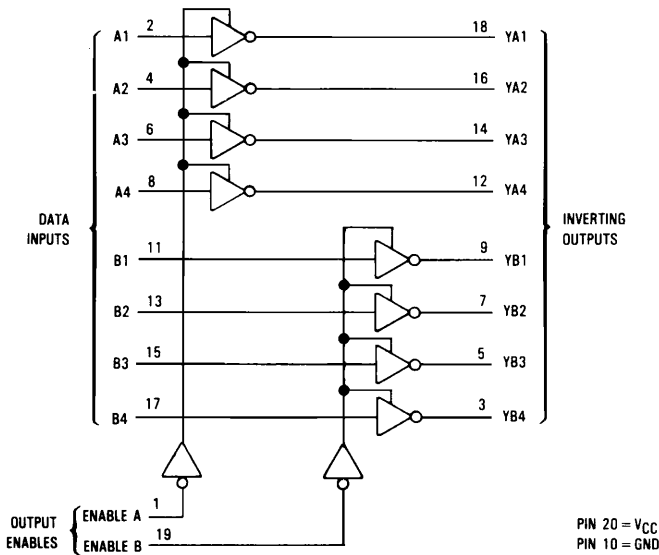 A1 2 18 YA1
A2 4 16 YA2
A3 6 14 YA3
A4 8 12 YA4
DATA
INPUTS
INVERTING
OUTPUTS
B1 11 9 YB1
B2 13 7 YB2
B3 15 5 YB3
B4 17 3 YB4
OUTPUT
ENABLES
ENABLE A 1
ENABLE B 19
PIN 20 = VCC
PIN 10 = GND